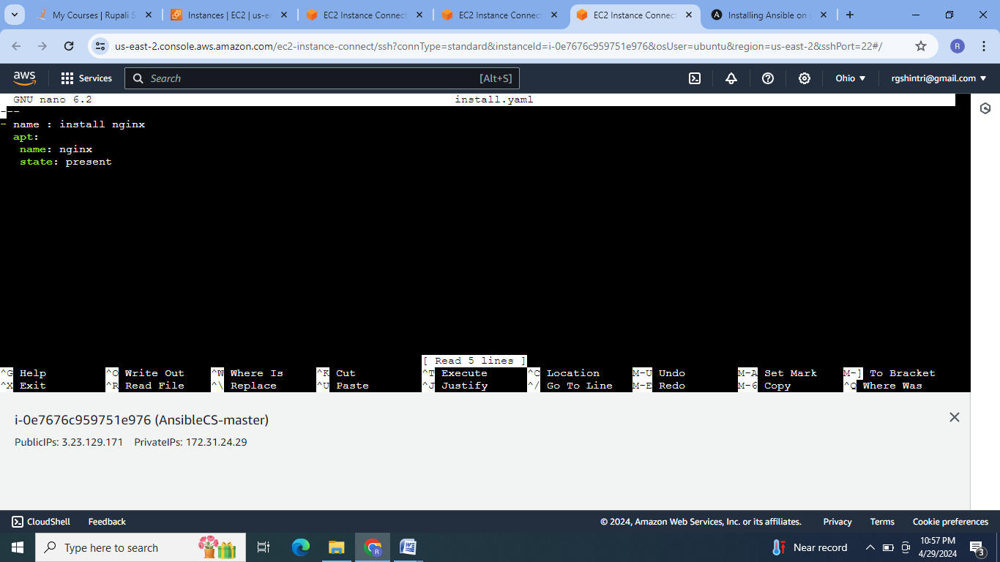 My Courses | Rupali S
Instances | EC2 | us-ea
EC2 Instance Connect
EC2 Instance Connect
EC2 Instance Connect
Installing Ansible on s
us-east-2.console.aws.amazon.com/ec2-instance-connect/ssh?connType=standard&instanceId=i-0e7676c959751e976&osUser=ubuntu&region=us-east-2&sshPort=22#/
R
aws
Services
Search
[Alt+S]
Ohio
rgshintri@gmail.com
GNU nano 6.2 install.yaml
---
- name : install nginx
apt:
name: nginx
state: present
[ Read 5 lines ]
^G Help ^O Write Out ^W Where Is ^K Cut ^T Execute ^C Location M-U Undo M-A Set Mark M-] To Bracket
^X Exit ^R Read File ^\ Replace ^U Paste ^J Justify ^/ Go To Line M-E Redo M-6 Copy ^Q Where Was
i-0e7676c959751e976 (AnsibleCS-master)
PublicIPs: 3.23.129.171 PrivateIPs: 172.31.24.29
CloudShell Feedback © 2024, Amazon Web Services, Inc. or its affiliates. Privacy Terms Cookie preferences
Type here to search
Near record
10:57 PM
4/29/2024
3